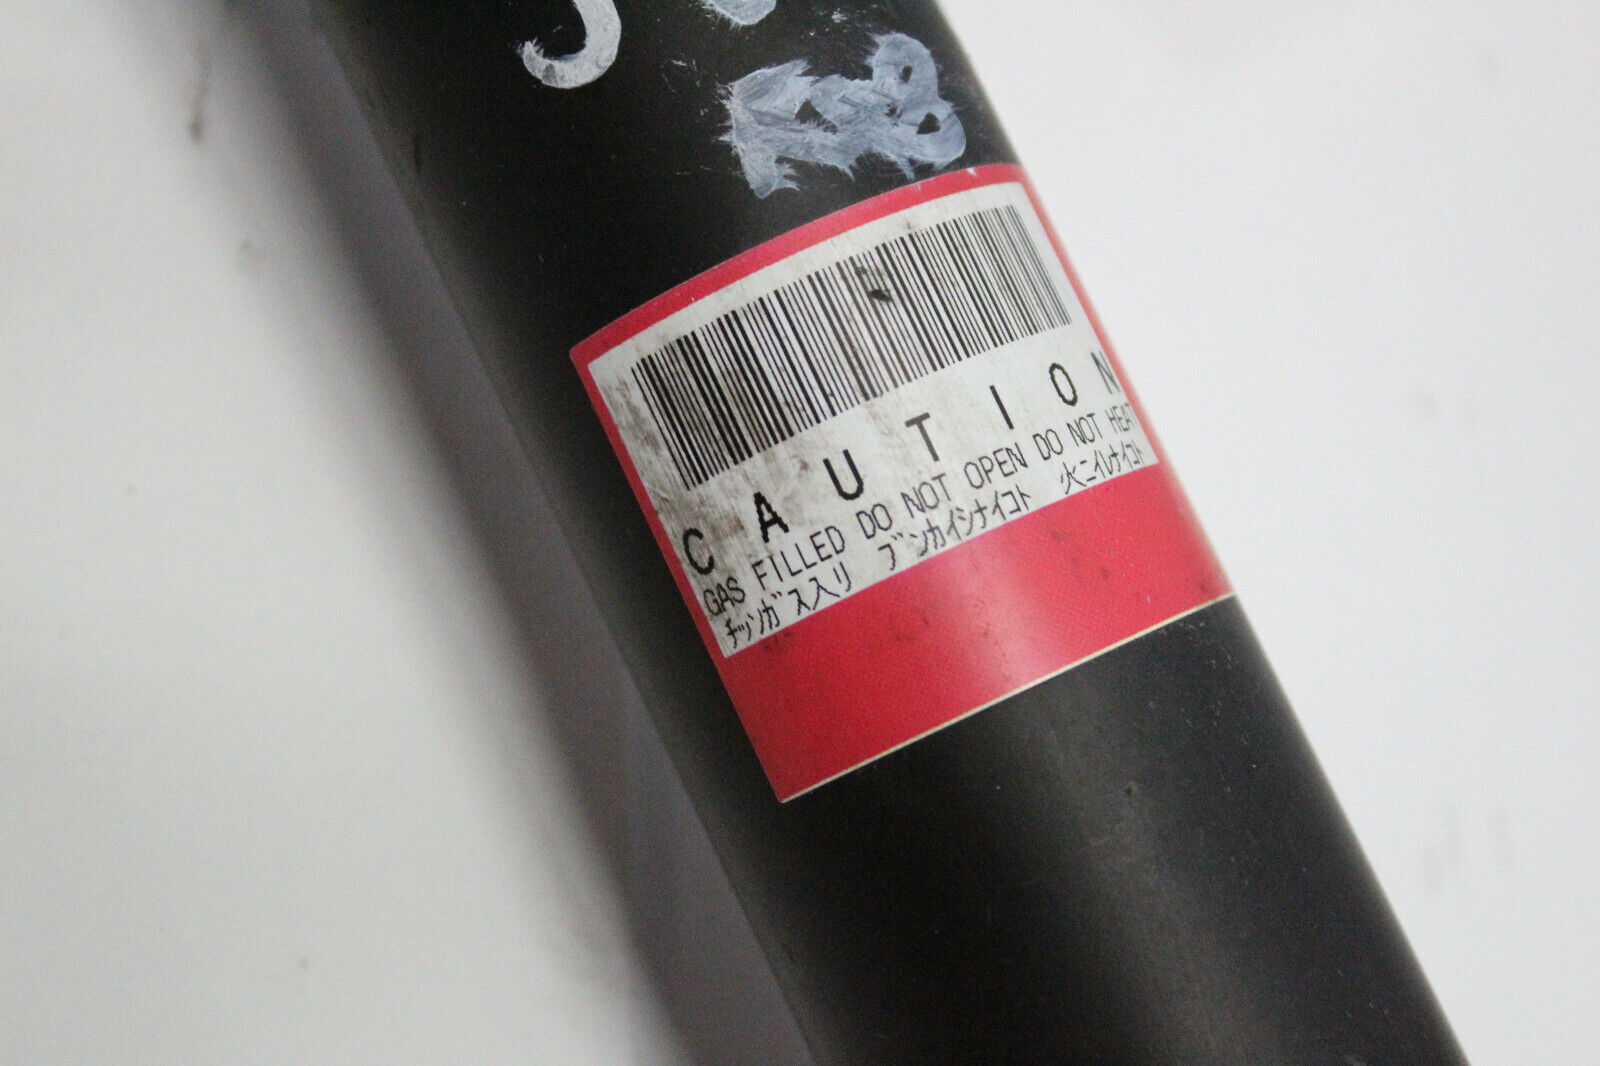 CAUTION
GAS FILLED DO NOT OPEN DO NOT HEAT
チッソガス入リ ブンカイシナイコト 火ニイレナイコト